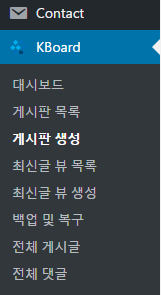 Contact
KBoard
대시보드
게시판 목록
게시판 생성
최신글 뷰 목록
최신글 뷰 생성
백업 및 복구
전체 게시글
전체 댓글